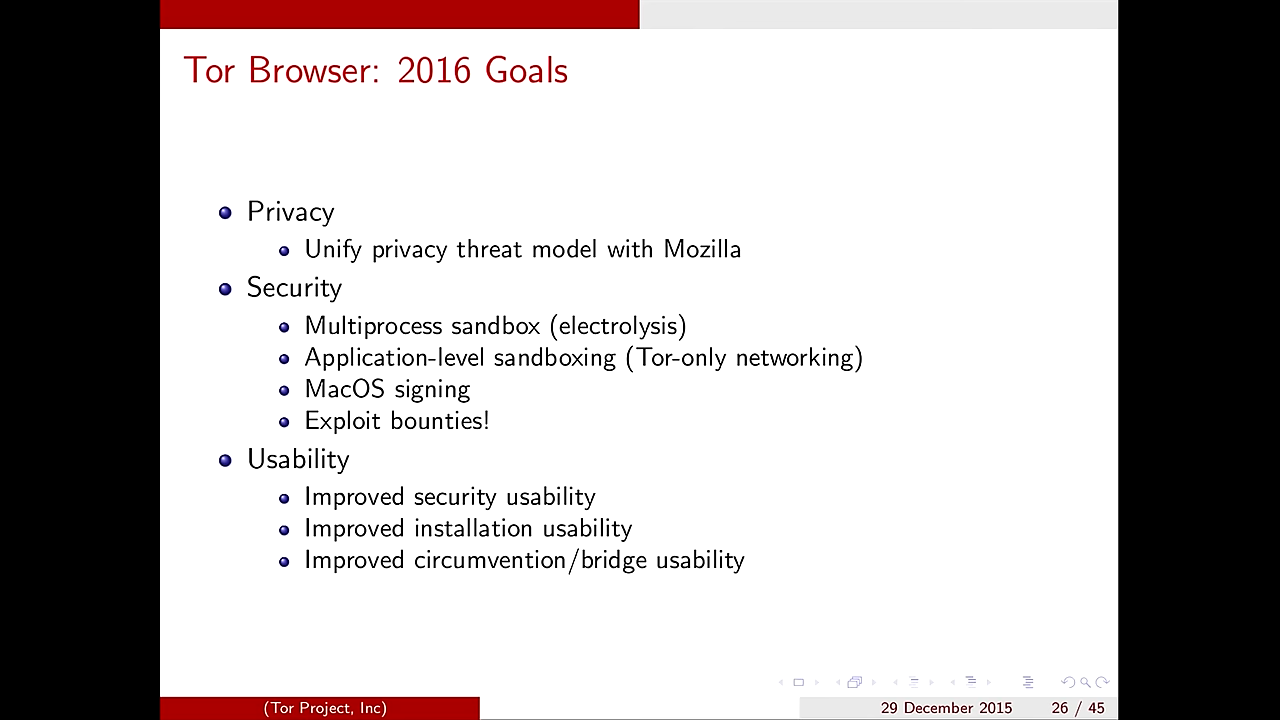 Tor Browser: 2016 Goals
Privacy
Unify privacy threat model with Mozilla
Security
Multiprocess sandbox (electrolysis)
Application-level sandboxing (Tor-only networking)
MacOS signing
Exploit bounties!
Usability
Improved security usability
Improved installation usability
Improved circumvention/bridge usability
(Tor Project, Inc) 29 December 2015 26 / 45